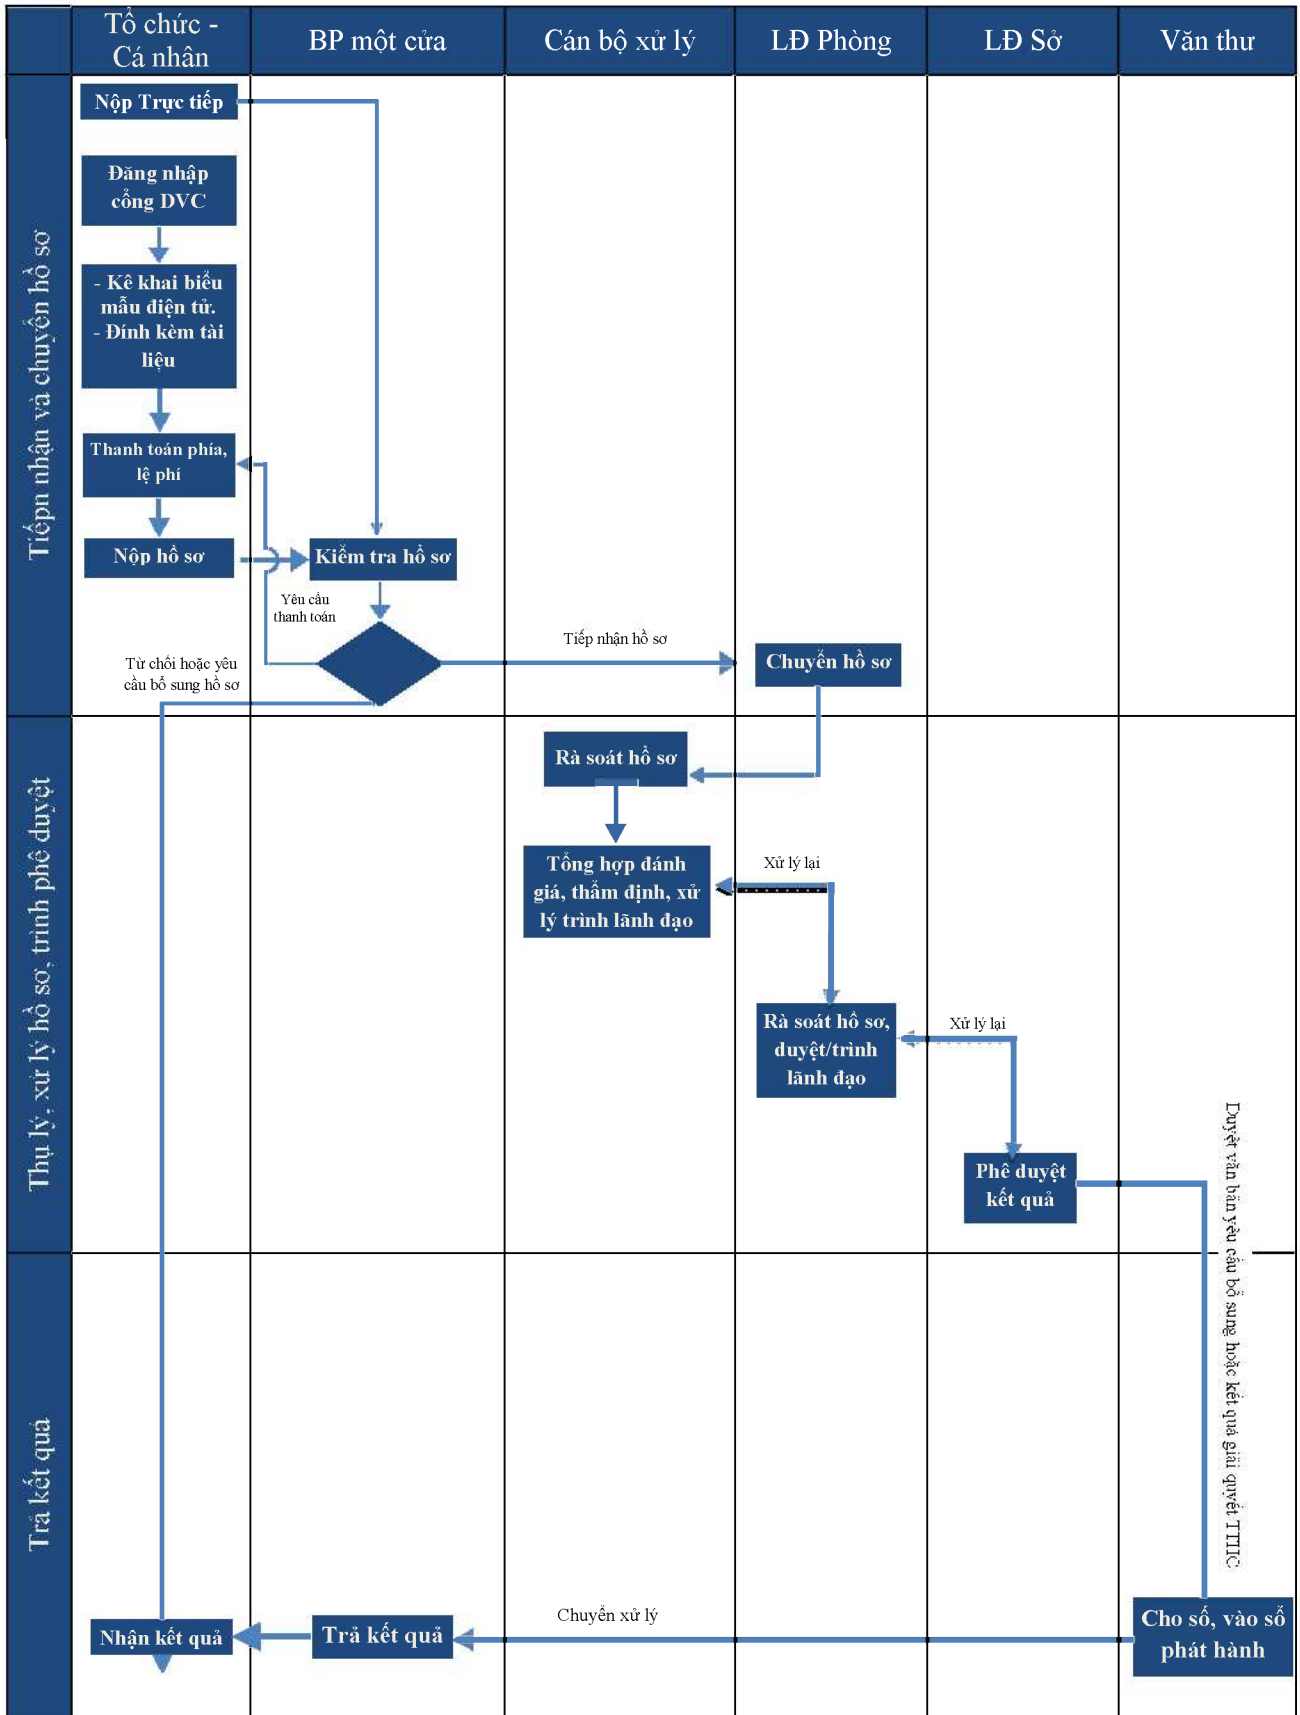 Tổ chức -
Cá nhân
BP một cửa
Cán bộ xử lý
LĐ Phòng
LĐ Sở
Văn thư
Tiếpn nhận và chuyển hồ sơ
Nộp Trực tiếp
Đăng nhập
cổng DVC
- Kê khai biểu
mẫu điện tử.
- Đính kèm tài
liệu
Thanh toán phía,
lệ phí
Nộp hồ sơ
Kiểm tra hồ sơ
Yêu cầu
thanh toán
Tiếp nhận hồ sơ
Chuyển hồ sơ
Từ chối hoặc yêu
cầu bổ sung hồ sơ
Thụ lý, xử lý hồ sơ, trình phê duyệt
Rà soát hồ sơ
Tổng hợp đánh
giá, thẩm định, xử
lý trình lãnh đạo
Xử lý lại
Rà soát hồ sơ,
duyệt/trình
lãnh đạo
Xử lý lại
Phê duyệt
kết quả
Duyệt văn bản yêu cầu bổ sung hoặc kết quả giải quyết TTHC
Trả kết quả
Nhận kết quả
Trả kết quả
Chuyển xử lý
Cho số, vào sổ
phát hành